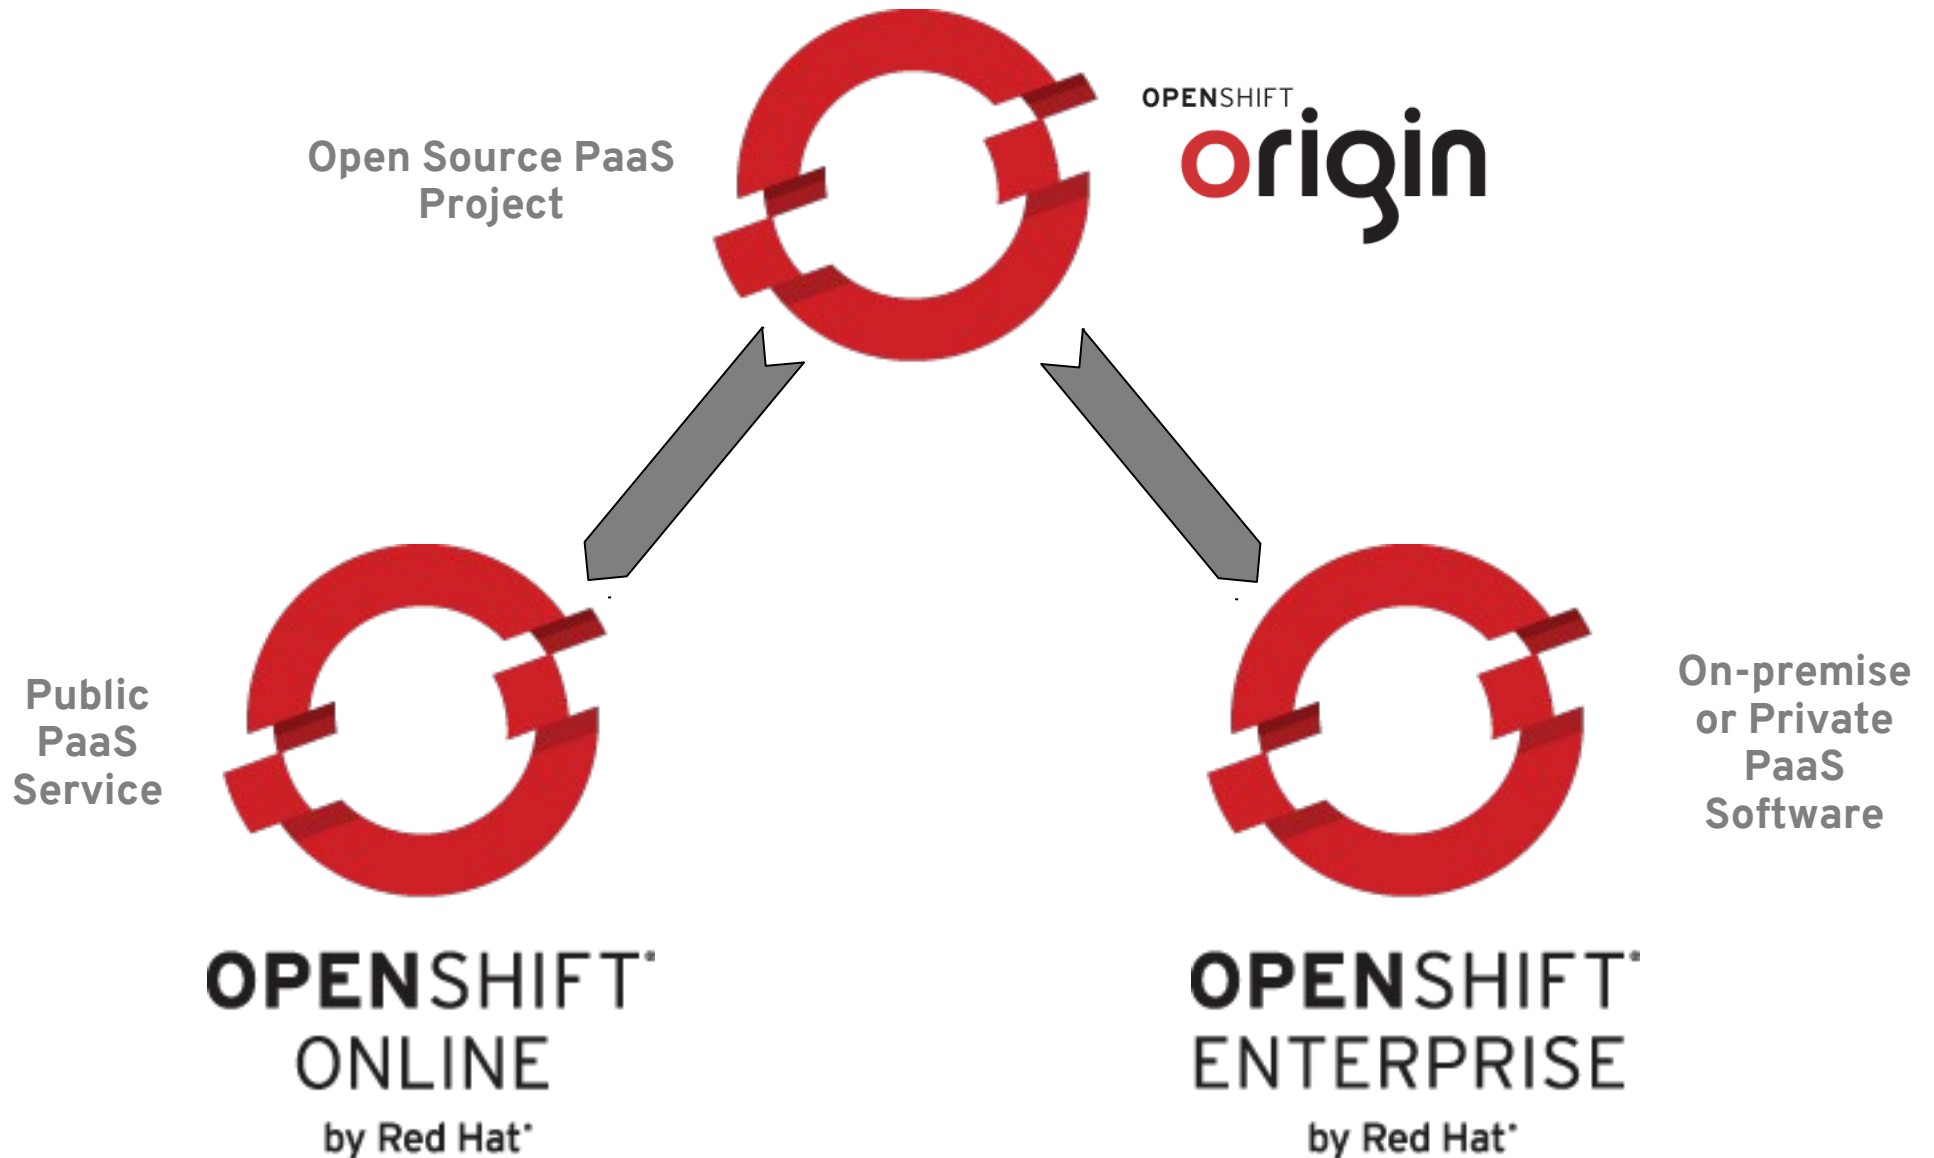 OPENSHIFT
origin
Open Source PaaS
Project
Public
PaaS
Service
On-premise
or Private
PaaS
Software
OPENSHIFT
ONLINE
by Red Hat
OPENSHIFT
ENTERPRISE
by Red Hat